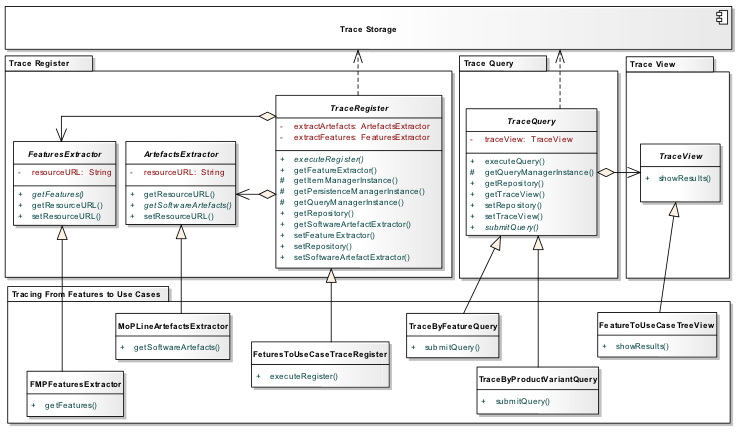 Trace Storage
Trace Register
Trace Query
Trace View
TraceRegister
- extractArtefacts: ArtefactsExtractor
- extractFeatures: FeaturesExtractor
+ executeRegister()
+ getFeatureExtractor()
# getItemManagerInstance()
# getPersistenceManagerInstance()
# getQueryManagerInstance()
+ getRepository()
+ getSoftwareArtefactExtractor()
+ setFeatureExtractor()
+ setRepository()
+ setSoftwareArtefactExtractor()
FeaturesExtractor
- resourceURL: String
+ getFeatures()
+ getResourceURL()
+ setResourceURL()
ArtefactsExtractor
- resourceURL: String
+ getResourceURL()
+ getSoftwareArtefacts()
+ setResourceURL()
TraceQuery
- traceView: TraceView
+ executeQuery()
# getQueryManagerInstance()
+ getRepository()
+ getTraceView()
+ setRepository()
+ setTraceView()
+ submitQuery()
TraceView
+ showResults()
Tracing From Features to Use Cases
MoPLineArtefactsExtractor
+ getSoftwareArtefacts()
FMPFeaturesExtractor
+ getFeatures()
FeturesToUseCaseTraceRegister
+ executeRegister()
TraceByFeatureQuery
+ submitQuery()
TraceByProductVariantQuery
+ submitQuery()
FeatureToUseCaseTreeView
+ showResults()